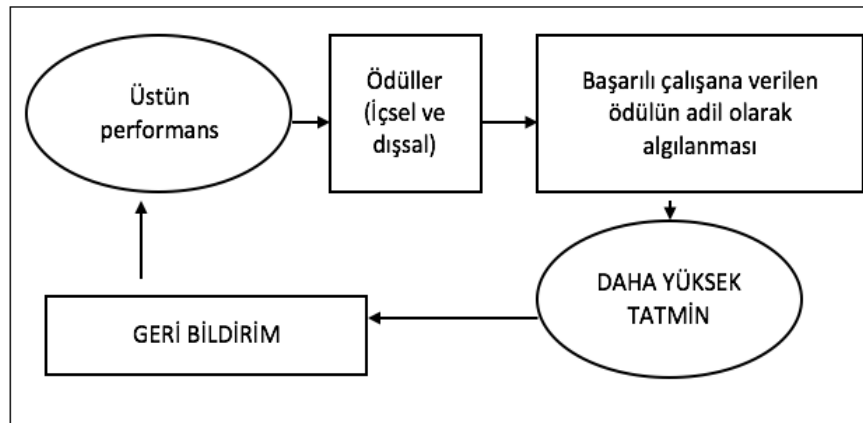 Üstün
performans
Ödüller
(İçsel ve
dışsal)
Başarılı çalışana verilen
ödülün adil olarak
algılanması
DAHA YÜKSEK
TATMİN
GERİ BİLDİRİM